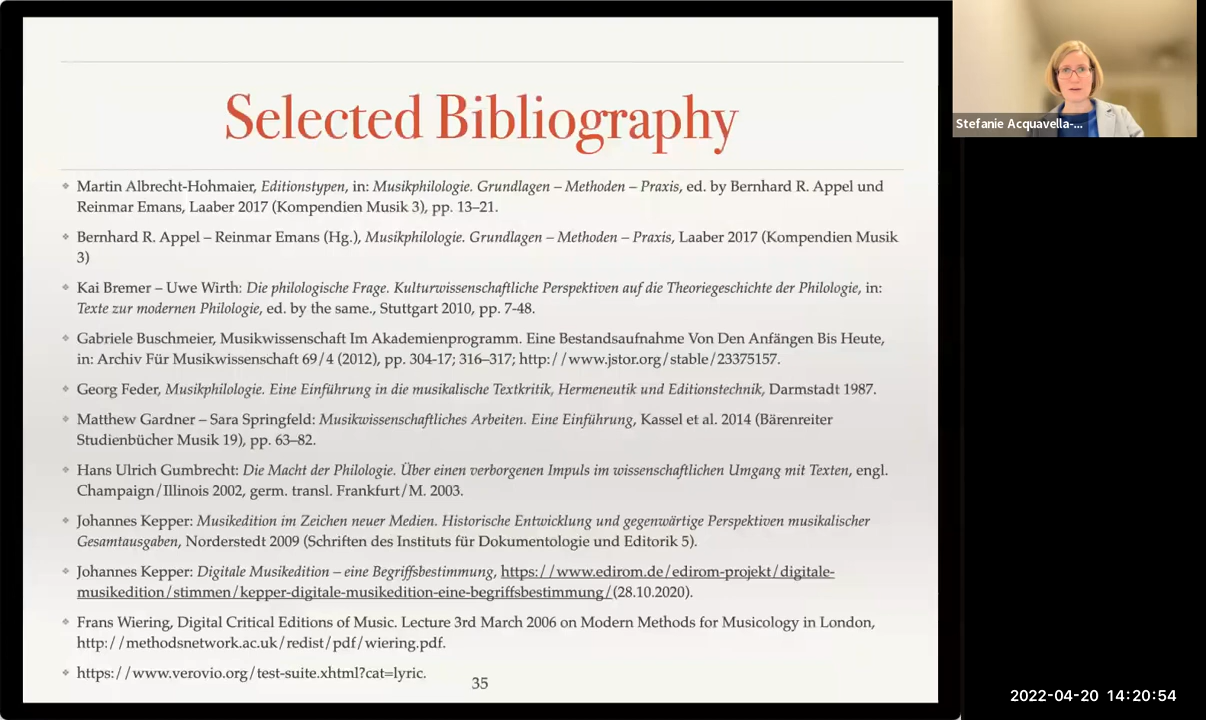 Selected Bibliography
Martin Albrecht-Hohmaier, Editionstypen, in: Musikphilologie. Grundlagen – Methoden – Praxis, ed. by Bernhard R. Appel und
Reinmar Emans, Laaber 2017 (Kompendien Musik 3), pp. 13–21.
Bernhard R. Appel – Reinmar Emans (Hg.), Musikphilologie. Grundlagen – Methoden – Praxis, Laaber 2017 (Kompendien Musik
3)
Kai Bremer – Uwe Wirth: Die philologische Frage. Kulturwissenschaftliche Perspektiven auf die Theoriegeschichte der Philologie, in:
Texte zur modernen Philologie, ed. by the same., Stuttgart 2010, pp. 7-48.
Gabriele Buschmeier, Musikwissenschaft Im Akademienprogramm. Eine Bestandsaufnahme Von Den Anfängen Bis Heute,
in: Archiv Für Musikwissenschaft 69/4 (2012), pp. 304-17; 316–317; http://www.jstor.org/stable/23375157.
Georg Feder, Musikphilologie. Eine Einführung in die musikalische Textkritik, Hermeneutik und Editionstechnik, Darmstadt 1987.
Matthew Gardner – Sara Springfeld: Musikwissenschaftliches Arbeiten. Eine Einführung, Kassel et al. 2014 (Bärenreiter
Studienbücher Musik 19), pp. 63–82.
Hans Ulrich Gumbrecht: Die Macht der Philologie. Über einen verborgenen Impuls im wissenschaftlichen Umgang mit Texten, engl.
Champaign/Illinois 2002, germ. transl. Frankfurt/M. 2003.
Johannes Kepper: Musikedition im Zeichen neuer Medien. Historische Entwicklung und gegenwärtige Perspektiven musikalischer
Gesamtausgaben, Norderstedt 2009 (Schriften des Instituts für Dokumentologie und Editorik 5).
Johannes Kepper: Digitale Musikedition – eine Begriffsbestimmung, https://www.edirom.de/edirom-projekt/digitale-
musikedition/stimmen/kepper-digitale-musikedition-eine-begriffsbestimmung/(28.10.2020).
Frans Wiering, Digital Critical Editions of Music. Lecture 3rd March 2006 on Modern Methods for Musicology in London,
http://methodsnetwork.ac.uk/redist/pdf/wiering.pdf.
https://www.verovio.org/test-suite.xhtml?cat=lyric.
35
Stefanie Acquavella-...
2022-04-20 14:20:54